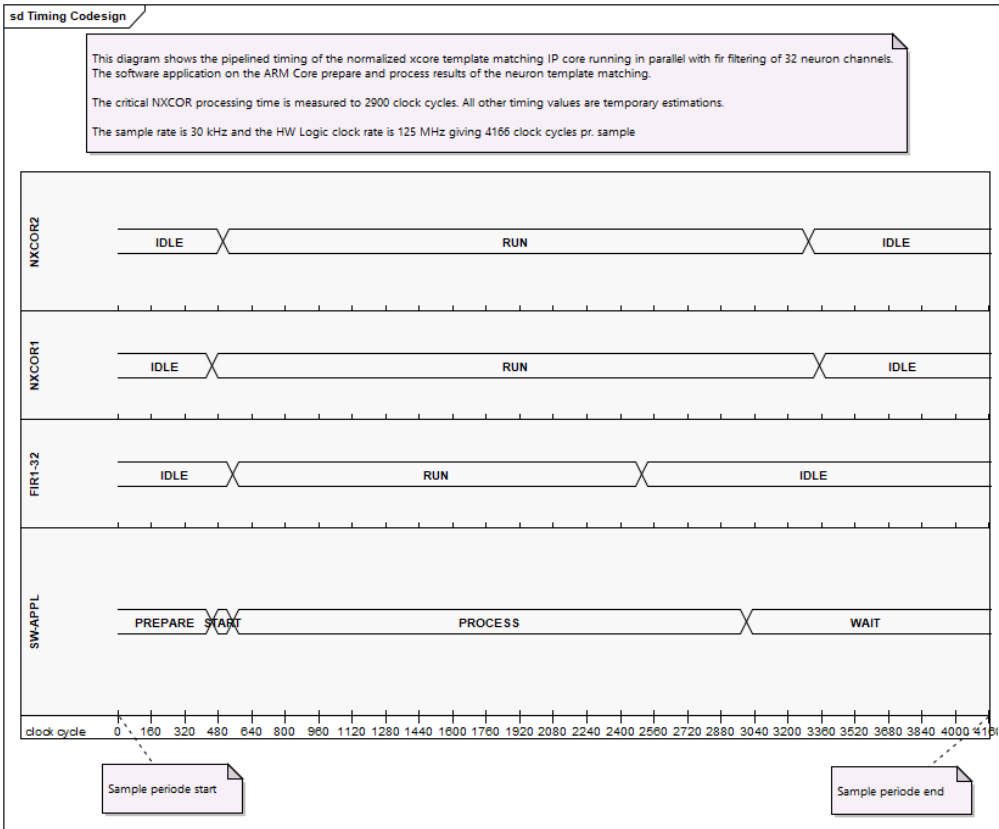 sd Timing Codesign
This diagram shows the pipelined timing of the normalized xcore template matching IP core running in parallel with fir filtering of 32 neuron channels.
The software application on the ARM Core prepare and process results of the neuron template matching.
The critical NXCOR processing time is measured to 2900 clock cycles. All other timing values are temporary estimations.
The sample rate is 30 kHz and the HW Logic clock rate is 125 MHz giving 4166 clock cycles pr. sample
NXCOR2
IDLE RUN IDLE
NXCOR1
IDLE RUN IDLE
FIR1-32
IDLE RUN IDLE
SW-APPL
PREPARE START PROCESS WAIT
clock cycle 0 160 320 480 640 800 960 1120 1280 1440 1600 1760 1920 2080 2240 2400 2560 2720 2880 3040 3200 3360 3520 3680 3840 4000 4160
Sample periode start
Sample periode end